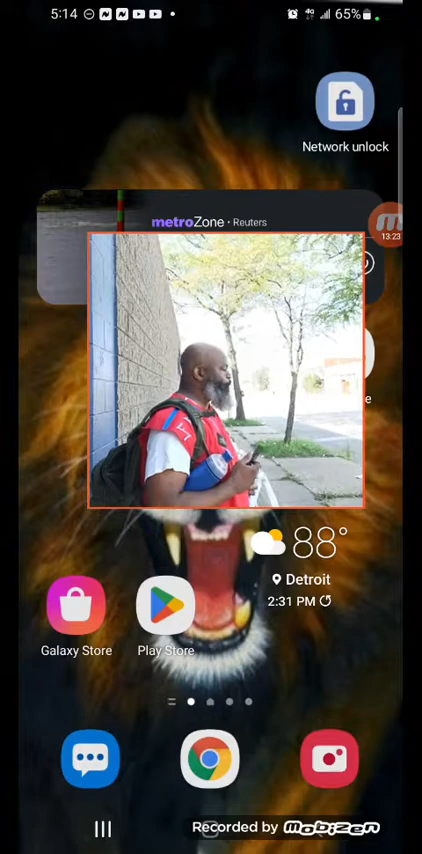 5:14
4G
65%
Network unlock
metroZone • Reuters
13:23
e
88°
Detroit
2:31 PM
Galaxy Store
Play Store
Recorded by mobizen